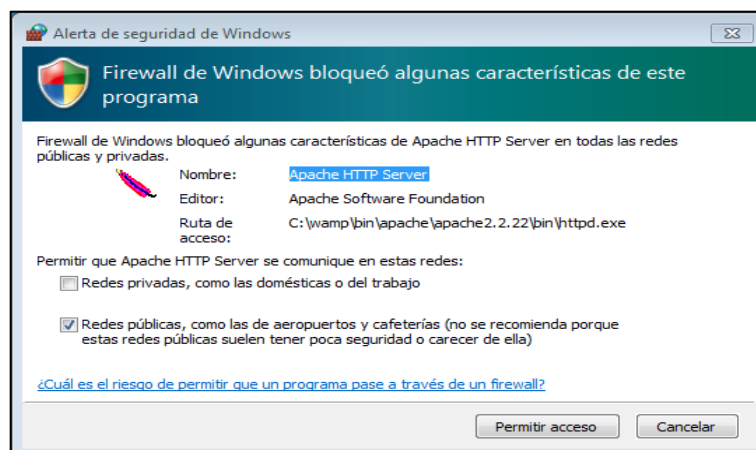 Alerta de seguridad de Windows
Firewall de Windows bloqueó algunas características de este
programa
Firewall de Windows bloqueó algunas características de Apache HTTP Server en todas las redes
públicas y privadas.
Nombre: Apache HTTP Server
Editor: Apache Software Foundation
Ruta de C:\wamp\bin\apache\apache2.2.22\bin\httpd.exe
acceso:
Permitir que Apache HTTP Server se comunique en estas redes:
Redes privadas, como las domésticas o del trabajo
Redes públicas, como las de aeropuertos y cafeterías (no se recomienda porque
estas redes públicas suelen tener poca seguridad o carecer de ella)
¿Cuál es el riesgo de permitir que un programa pase a través de un firewall?
Permitir acceso Cancelar